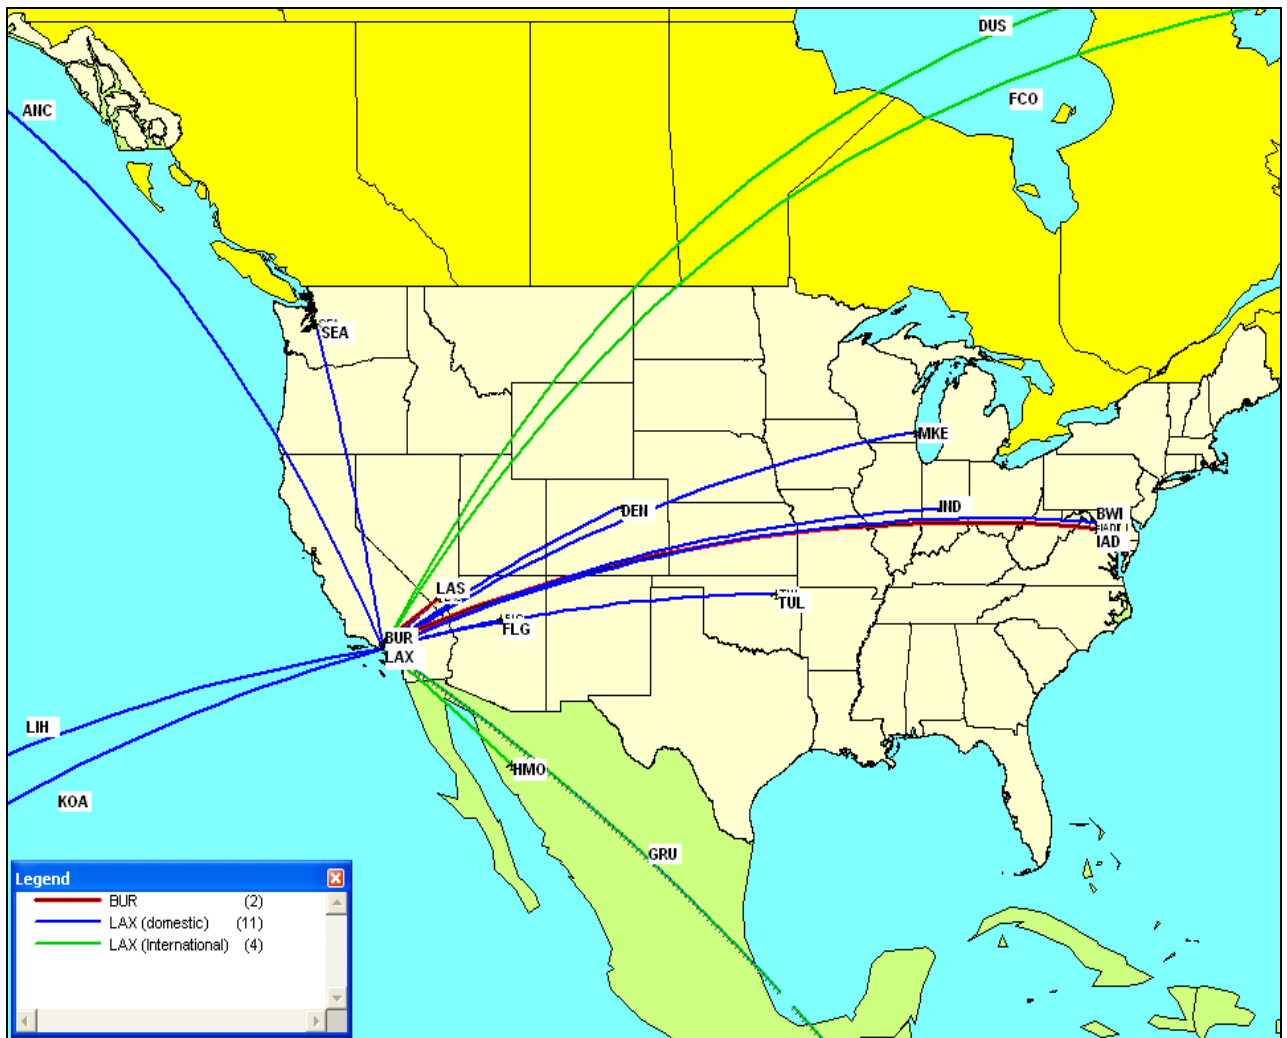 DUS
FCO
ANC
SEA
MKE
DEN
IND
BWI
IAD
LAS
TUL
FLG
BUR
LAX
LIH
HMO
KOA
GRU
Legend
BUR (2)
LAX (domestic) (11)
LAX (International) (4)